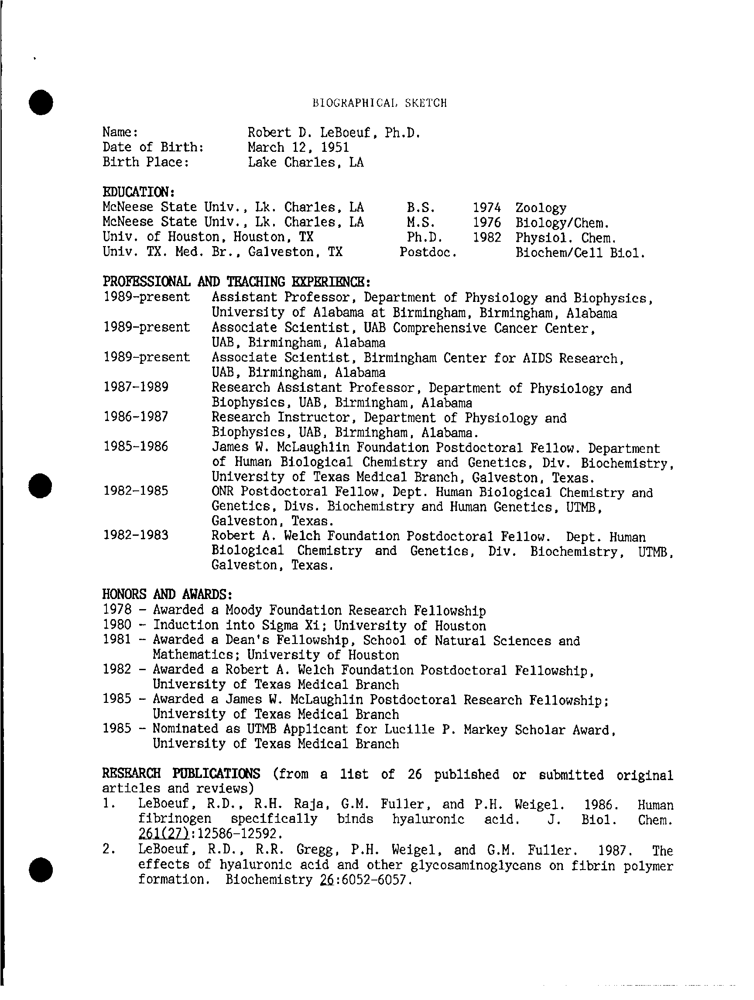 BIOGRAPHICAL SKETCH
Name: Robert D. LeBoeuf, Ph.D.
Date of Birth: March 12, 1951
Birth Place: Lake Charles, LA
EDUCATION:
McNeese State Univ., Lk. Charles, LA B.S. 1974 Zoology
McNeese State Univ., Lk. Charles, LA M.S. 1976 Biology/Chem.
Univ. of Houston, Houston, TX Ph.D. 1982 Physiol. Chem.
Univ. TX. Med. Br., Galveston, TX Postdoc. Biochem/Cell Biol.
PROFESSIONAL AND TEACHING EXPERIENCE:
1989-present Assistant Professor, Department of Physiology and Biophysics,
University of Alabama at Birmingham, Birmingham, Alabama
1989-present Associate Scientist, UAB Comprehensive Cancer Center,
UAB, Birmingham, Alabama
1989-present Associate Scientist, Birmingham Center for AIDS Research,
UAB, Birmingham, Alabama
1987-1989 Research Assistant Professor, Department of Physiology and
Biophysics, UAB, Birmingham, Alabama
1986-1987 Research Instructor, Department of Physiology and
Biophysics, UAB, Birmingham, Alabama.
1985-1986 James W. McLaughlin Foundation Postdoctoral Fellow. Department
of Human Biological Chemistry and Genetics, Div. Biochemistry,
University of Texas Medical Branch, Galveston, Texas.
1982-1985 ONR Postdoctoral Fellow, Dept. Human Biological Chemistry and
Genetics, Divs. Biochemistry and Human Genetics, UTMB,
Galveston, Texas.
1982-1983 Robert A. Welch Foundation Postdoctoral Fellow. Dept. Human
Biological Chemistry and Genetics, Div. Biochemistry, UTMB,
Galveston, Texas.
HONORS AND AWARDS:
1978 - Awarded a Moody Foundation Research Fellowship
1980 - Induction into Sigma Xi; University of Houston
1981 - Awarded a Dean's Fellowship, School of Natural Sciences and
Mathematics; University of Houston
1982 - Awarded a Robert A. Welch Foundation Postdoctoral Fellowship,
University of Texas Medical Branch
1985 - Awarded a James W. McLaughlin Postdoctoral Research Fellowship;
University of Texas Medical Branch
1985 - Nominated as UTMB Applicant for Lucille P. Markey Scholar Award,
University of Texas Medical Branch
RESEARCH PUBLICATIONS (from a list of 26 published or submitted original
articles and reviews)
1. LeBoeuf, R.D., R.H. Raja, G.M. Fuller, and P.H. Weigel. 1986. Human
fibrinogen specifically binds hyaluronic acid. J. Biol. Chem.
261(27):12586-12592.
2. LeBoeuf, R.D., R.R. Gregg, P.H. Weigel, and G.M. Fuller. 1987. The
effects of hyaluronic acid and other glycosaminoglycans on fibrin polymer
formation. Biochemistry 26:6052-6057.